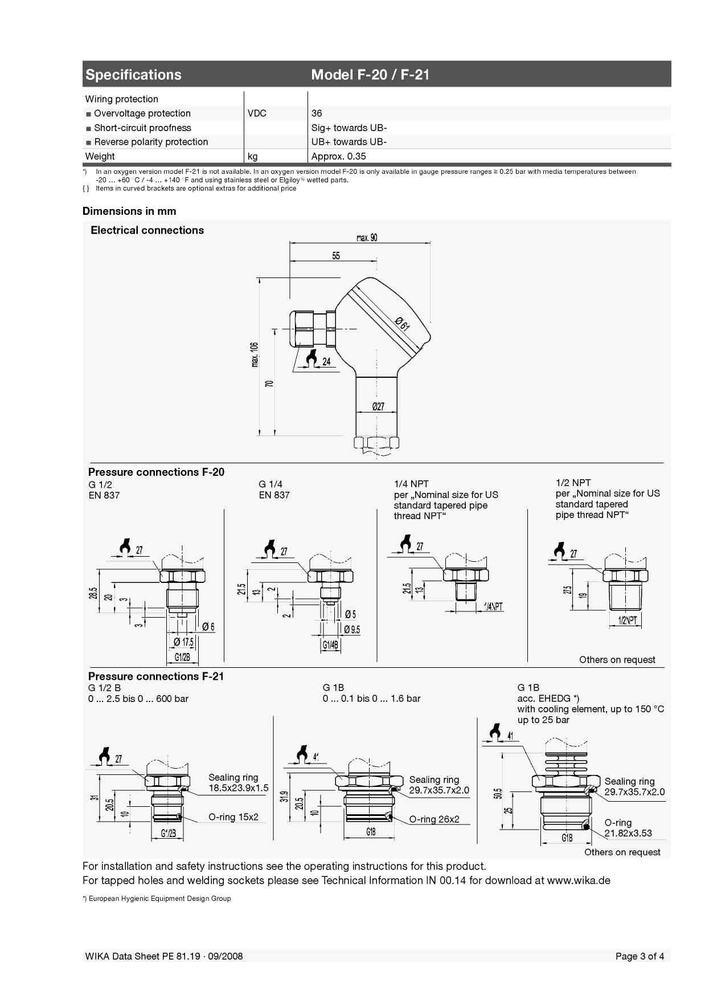 Specifications Model F-20 / F-21
Wiring protection
■ Overvoltage protection VDC 36
■ Short-circuit proofness Sig+ towards UB-
■ Reverse polarity protection UB+ towards UB-
Weight kg Approx. 0.35
*) In an oxygen version model F-21 is not available. In an oxygen version model F-20 is only available in gauge pressure ranges ≥ 0.25 bar with media temperatures between
-20 ... +60 °C / -4 ... +140 °F and using stainless steel or Elgiloy® wetted parts.
{ } Items in curved brackets are optional extras for additional price
Dimensions in mm
Electrical connections
max. 90
55
Ø 61
max. 106
24
70
Ø27
Pressure connections F-20
G 1/2
EN 837
G 1/4
EN 837
1/4 NPT
per „Nominal size for US
standard tapered pipe
thread NPT“
1/2 NPT
per „Nominal size for US
standard tapered
pipe thread NPT“
27
28.5
20
3
3
Ø 6
Ø 17.5
G1/2B
27
21.5
13
2
2
Ø 5
Ø 9.5
G1/4B
27
21.5
13
1/4NPT
27
27.5
19
1/2NPT
Others on request
Pressure connections F-21
G 1/2 B
0 ... 2.5 bis 0 ... 600 bar
G 1B
0 ... 0.1 bis 0 ... 1.6 bar
G 1B
acc. EHEDG *)
with cooling element, up to 150 °C
up to 25 bar
27
31
20.5
10
Sealing ring
18.5x23.9x1.5
O-ring 15x2
G1/2B
41
31.9
20.5
10
Sealing ring
29.7x35.7x2.0
O-ring 26x2
G1B
41
50.5
25
Sealing ring
29.7x35.7x2.0
O-ring
21.82x3.53
G1B
Others on request
For installation and safety instructions see the operating instructions for this product.
For tapped holes and welding sockets please see Technical Information IN 00.14 for download at www.wika.de
*) European Hygienic Equipment Design Group
WIKA Data Sheet PE 81.19 · 09/2008 Page 3 of 4